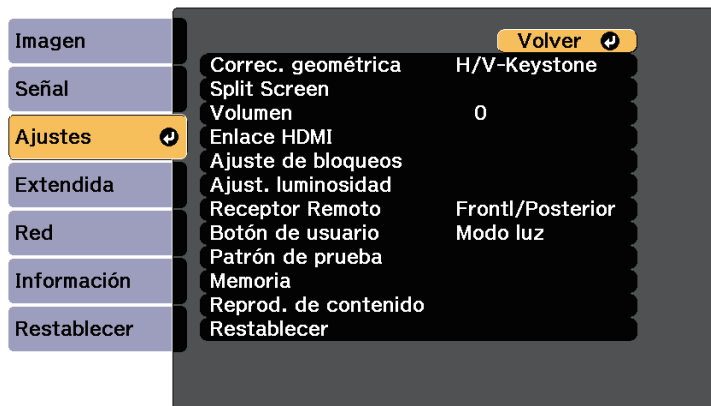 Imagen
Señal
Ajustes
Extendida
Red
Información
Restablecer
Volver
Correc. geométrica H/V-Keystone
Split Screen
Volumen 0
Enlace HDMI
Ajuste de bloqueos
Ajust. luminosidad
Receptor Remoto Frontl/Posterior
Botón de usuario Modo luz
Patrón de prueba
Memoria
Reprod. de contenido
Restablecer